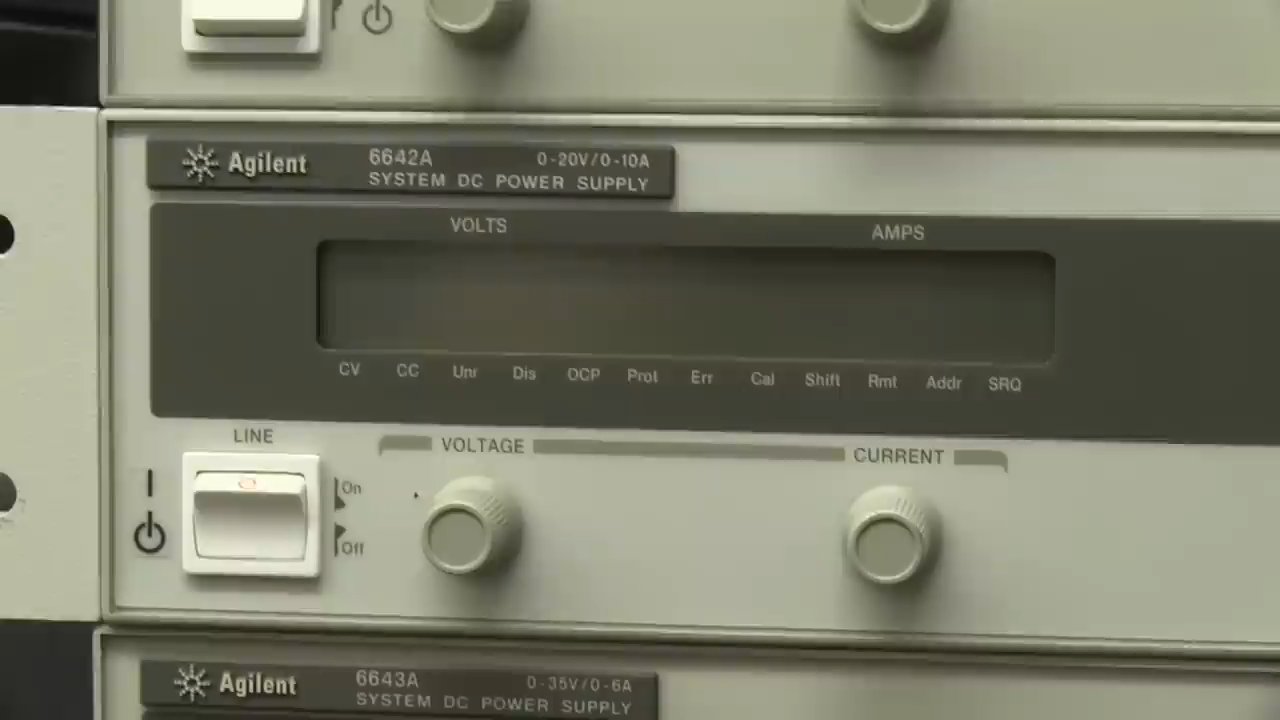 Agilent
6642A 0-20V/0-10A
SYSTEM DC POWER SUPPLY
VOLTS AMPS
CV CC Unr Dis OCP Prot Err Cal Shift Rmt Addr SRQ
LINE
VOLTAGE CURRENT
On
Off
Agilent
6643A 0-35V/0-6A
SYSTEM DC POWER SUPPLY